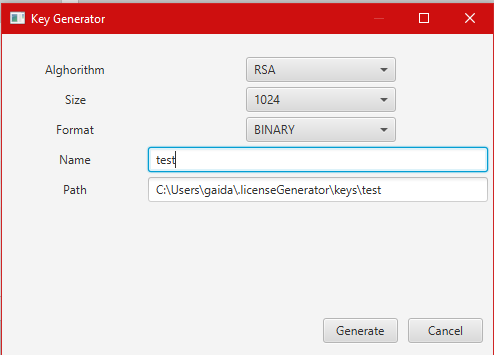 Key Generator
Alghorithm RSA
Size 1024
Format BINARY
Name test
Path C:\Users\gaida\.licenseGenerator\keys\test
Generate Cancel